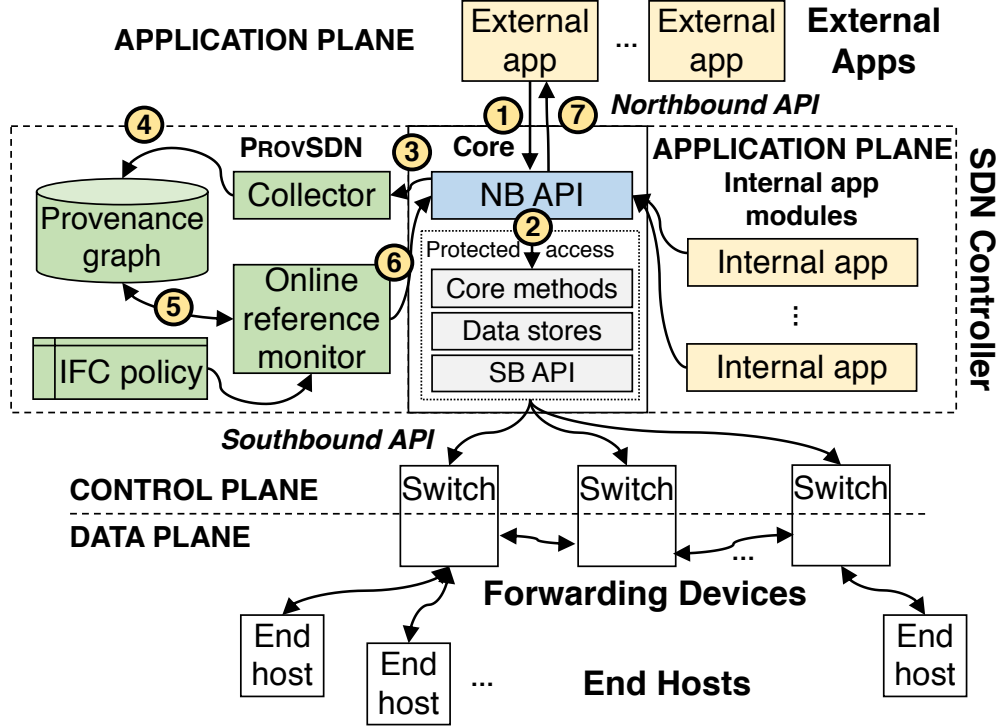 APPLICATION PLANE
External
app
...
External
app
External
Apps
Northbound API
1
7
4
PROVSDN
3
Core
APPLICATION PLANE
Internal app
modules
SDN Controller
Collector
NB API
Provenance
graph
2
Protected access
6
Online
reference
monitor
5
Core methods
Data stores
SB API
Internal app
...
Internal app
IFC policy
Southbound API
CONTROL PLANE
DATA PLANE
Switch
Switch
Switch
...
Forwarding Devices
End
host
End
host
...
End
host
End Hosts